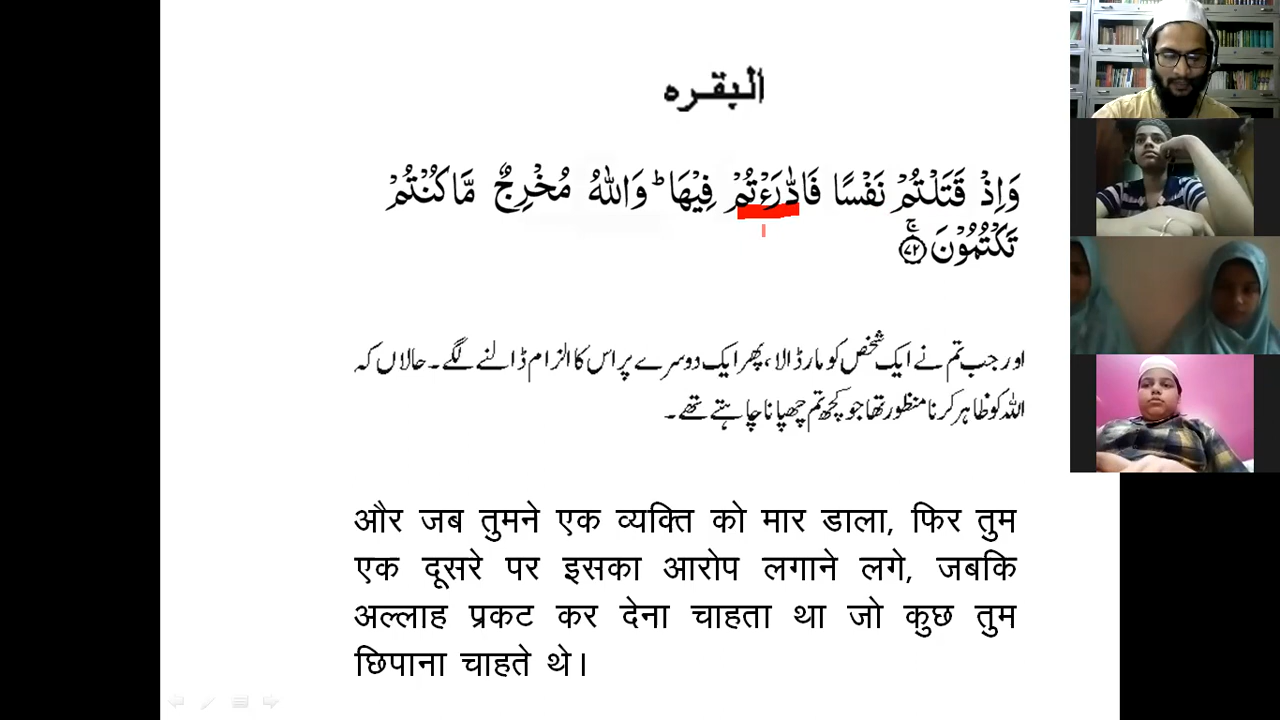 البقره
وَاِذْ قَتَلْتُمْ نَفْسًا فَادّٰرَءْتُمْ فِيْهَا ؕ وَاللّٰهُ مُخْرِجٌ مَّا كُنْتُمْ
تَكْتُمُوْنَ ۚ۝۷۲
اور جب تم نے ایک شخص کو مار ڈالا، پھر ایک دوسرے پر اس کا الزام ڈالنے لگے۔ حالاں کہ
اللہ کو ظاہر کرنا منظور تھا جو کچھ تم چھپانا چاہتے تھے۔
और जब तुमने एक व्यक्ति को मार डाला, फिर तुम
एक दूसरे पर इसका आरोप लगाने लगे, जबकि
अल्लाह प्रकट कर देना चाहता था जो कुछ तुम
छिपाना चाहते थे।